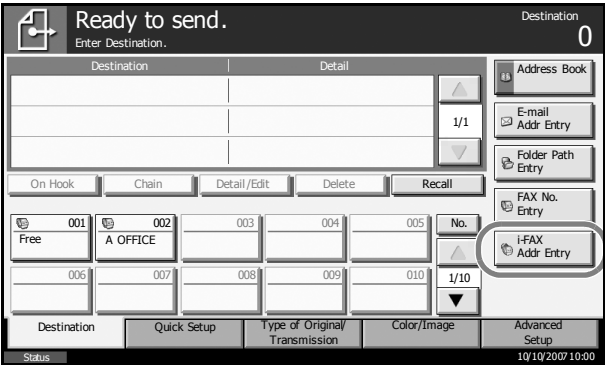 Ready to send.
Destination
Enter Destination.
0
Destination
Detail
Address Book
1/1
E-mail
Addr Entry
Folder Path
Entry
On Hook
Chain
Detail/Edit
Delete
Recall
FAX No.
Entry
001
Free
002
A OFFICE
003
004
005
No.
i-FAX
Addr Entry
006
007
008
009
010
1/10
Destination
Quick Setup
Type of Original/
Transmission
Color/Image
Advanced
Setup
Status
10/10/2007 10:00